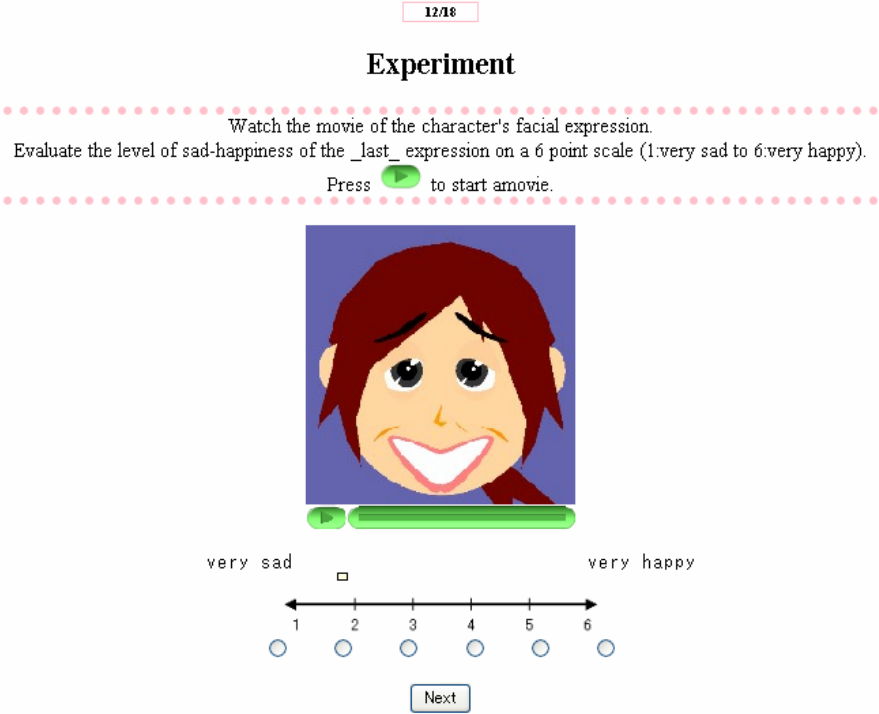 12/18
Experiment
Watch the movie of the character's facial expression.
Evaluate the level of sad-happiness of the _last_ expression on a 6 point scale (1:very sad to 6:very happy).
Press to start amovie.
very sad very happy
1 2 3 4 5 6
Next